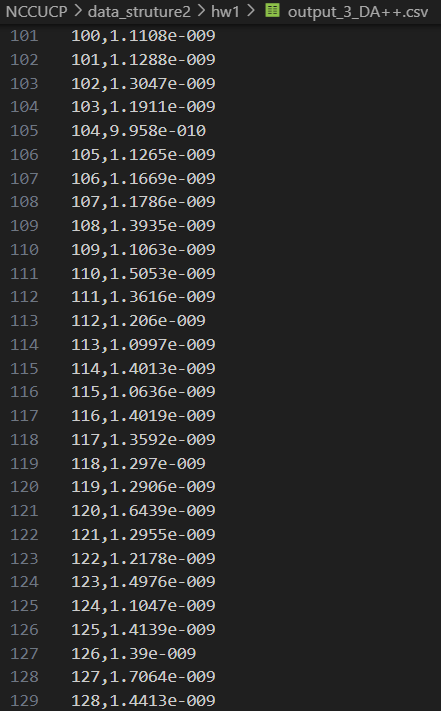 NCCUCP > data_struture2 > hw1 > output_3_DA++.csv
101 100,1.1108e-009
102 101,1.1288e-009
103 102,1.3047e-009
104 103,1.1911e-009
105 104,9.958e-010
106 105,1.1265e-009
107 106,1.1669e-009
108 107,1.1786e-009
109 108,1.3935e-009
110 109,1.1063e-009
111 110,1.5053e-009
112 111,1.3616e-009
113 112,1.206e-009
114 113,1.0997e-009
115 114,1.4013e-009
116 115,1.0636e-009
117 116,1.4019e-009
118 117,1.3592e-009
119 118,1.297e-009
120 119,1.2906e-009
121 120,1.6439e-009
122 121,1.2955e-009
123 122,1.2178e-009
124 123,1.4976e-009
125 124,1.1047e-009
126 125,1.4139e-009
127 126,1.39e-009
128 127,1.7064e-009
129 128,1.4413e-009